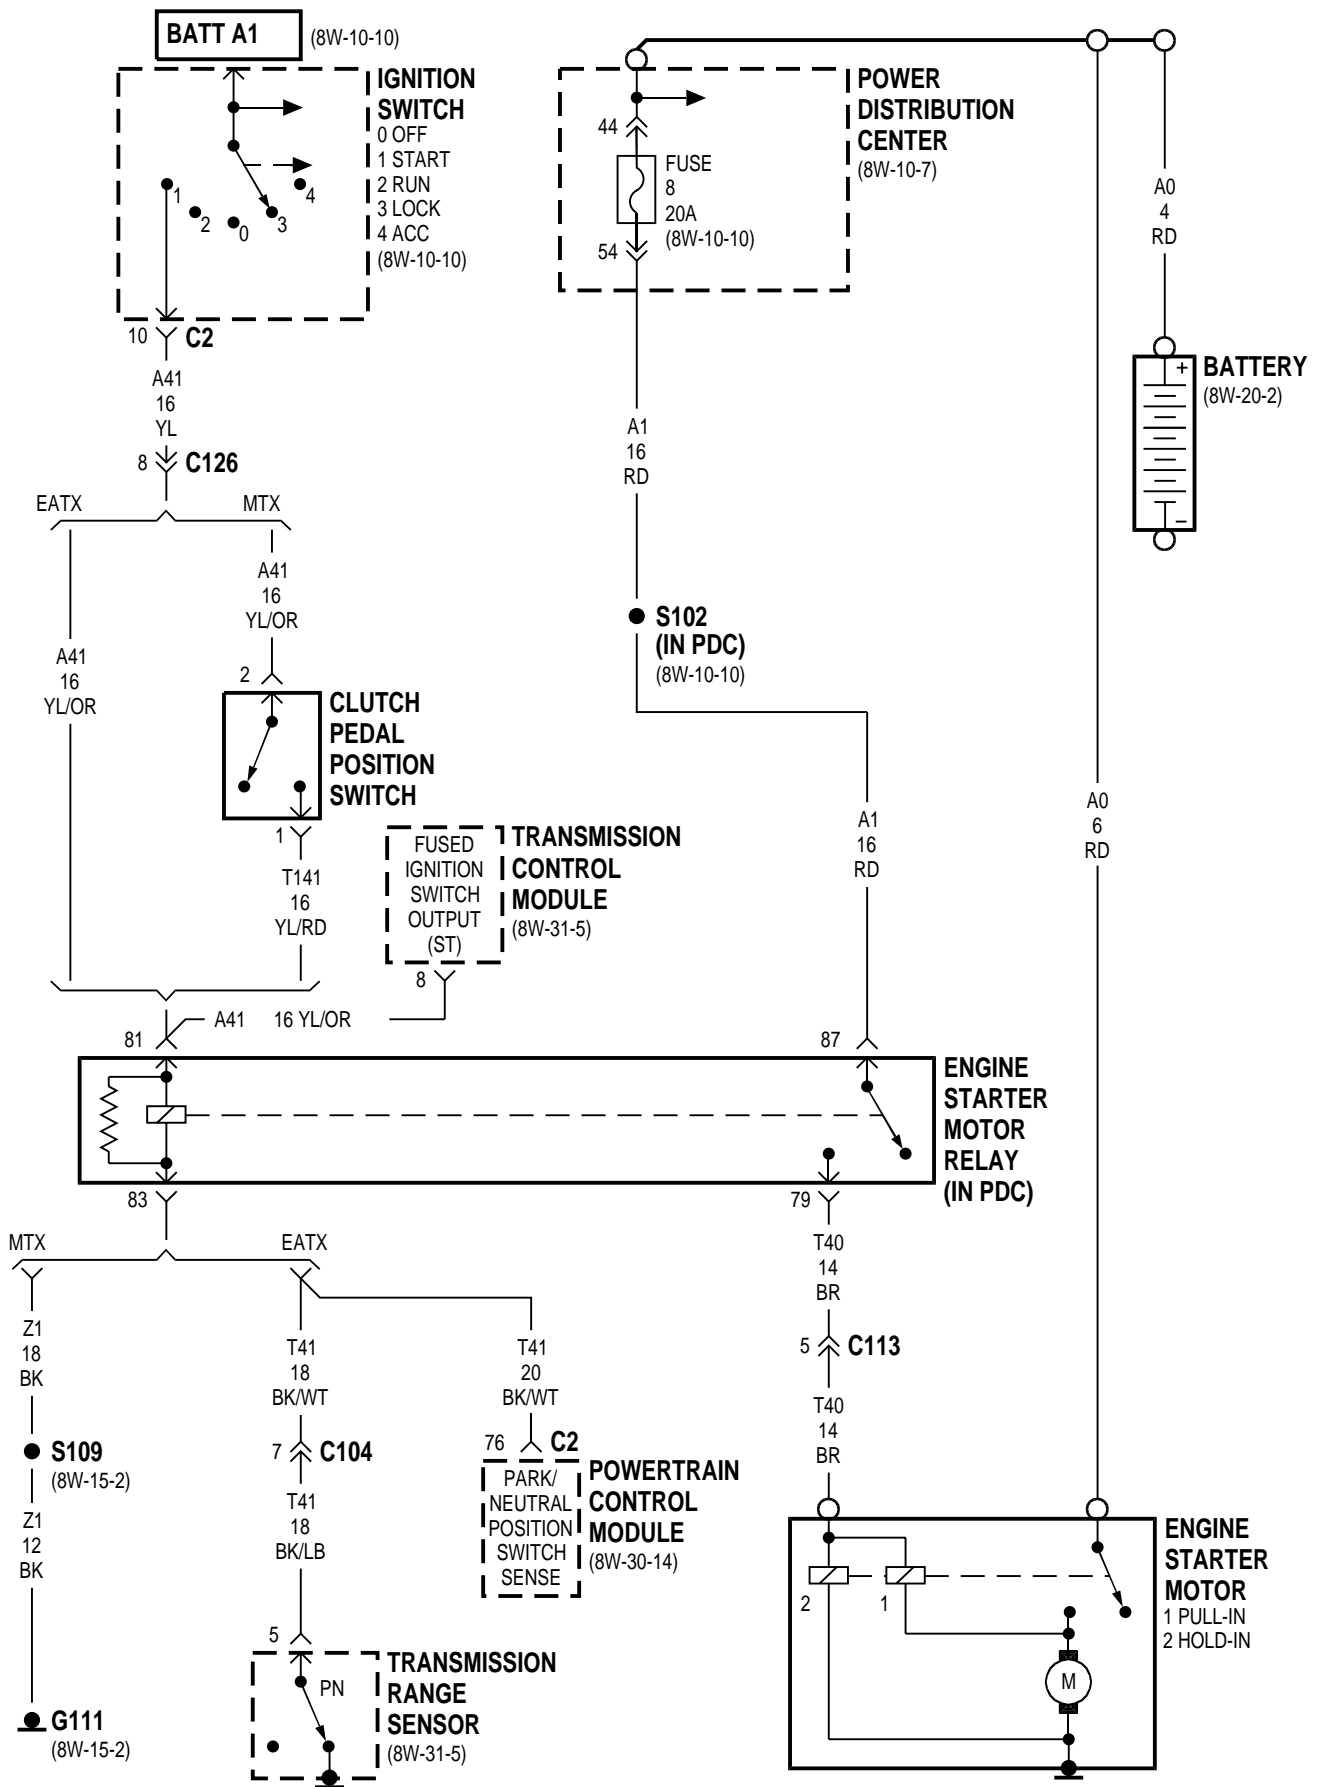 BATT A1
(8W-10-10)
IGNITION
SWITCH
0 OFF
1 START
2 RUN
3 LOCK
4 ACC
(8W-10-10)
1
2
0
3
4
10
C2
A41
16
YL
8
C126
EATX
MTX
A41
16
YL/OR
A41
16
YL/OR
2
CLUTCH
PEDAL
POSITION
SWITCH
1
T141
16
YL/RD
FUSED
IGNITION
SWITCH
OUTPUT
(ST)
TRANSMISSION
CONTROL
MODULE
(8W-31-5)
8
A41 16 YL/OR
81
POWER
DISTRIBUTION
CENTER
(8W-10-7)
44
FUSE
8
20A
(8W-10-10)
54
A1
16
RD
S102
(IN PDC)
(8W-10-10)
A1
16
RD
87
A0
4
RD
+
−
BATTERY
(8W-20-2)
A0
6
RD
ENGINE
STARTER
MOTOR
RELAY
(IN PDC)
83
79
MTX
EATX
Z1
18
BK
S109
(8W-15-2)
Z1
12
BK
G111
(8W-15-2)
T41
18
BK/WT
7
C104
T41
18
BK/LB
5
PN
TRANSMISSION
RANGE
SENSOR
(8W-31-5)
T41
20
BK/WT
76
C2
PARK/
NEUTRAL
POSITION
SWITCH
SENSE
POWERTRAIN
CONTROL
MODULE
(8W-30-14)
T40
14
BR
5
C113
T40
14
BR
2
1
M
ENGINE
STARTER
MOTOR
1 PULL-IN
2 HOLD-IN